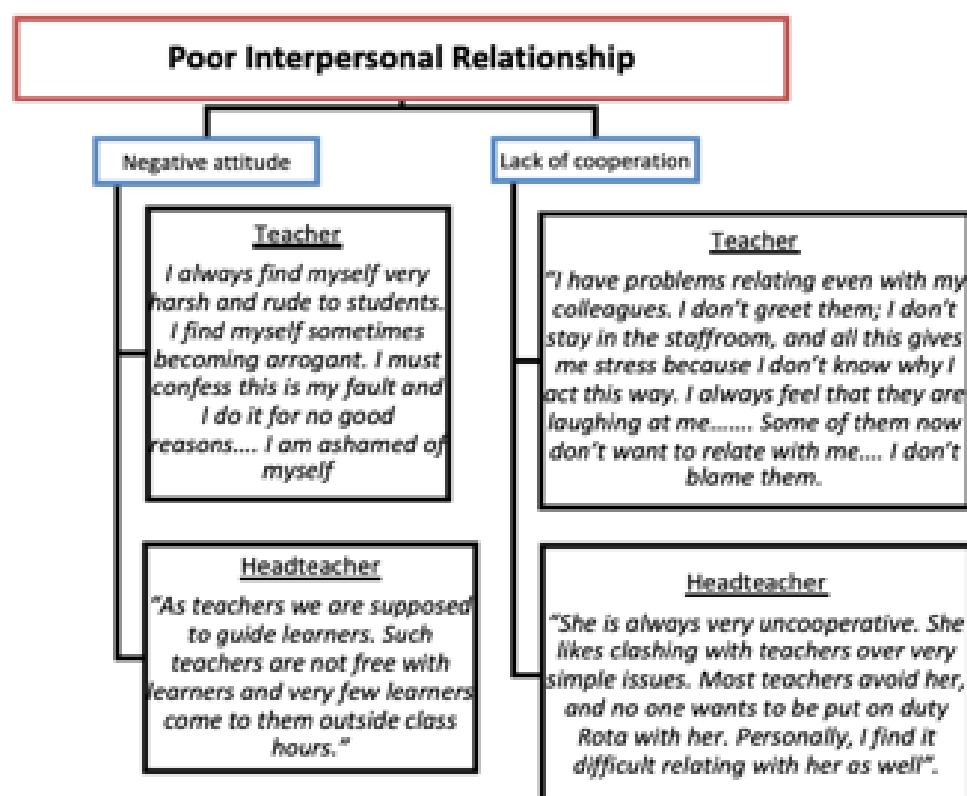 Poor Interpersonal Relationship
Negative attitude
Teacher
I always find myself very
harsh and rude to students.
I find myself sometimes
becoming arrogant. I must
confess this is my fault and
I do it for no good
reasons.... I am ashamed of
myself
Headteacher
"As teachers we are supposed
to guide learners. Such
teachers are not free with
learners and very few learners
come to them outside class
hours."
Lack of cooperation
Teacher
"I have problems relating even with my
colleagues. I don't greet them; I don't
stay in the staffroom, and all this gives
me stress because I don't know why I
act this way. I always feel that they are
laughing at me....... Some of them now
don't want to relate with me.... I don't
blame them.
Headteacher
"She is always very uncooperative. She
likes clashing with teachers over very
simple issues. Most teachers avoid her,
and no one wants to be put on duty
Rota with her. Personally, I find it
difficult relating with her as well".